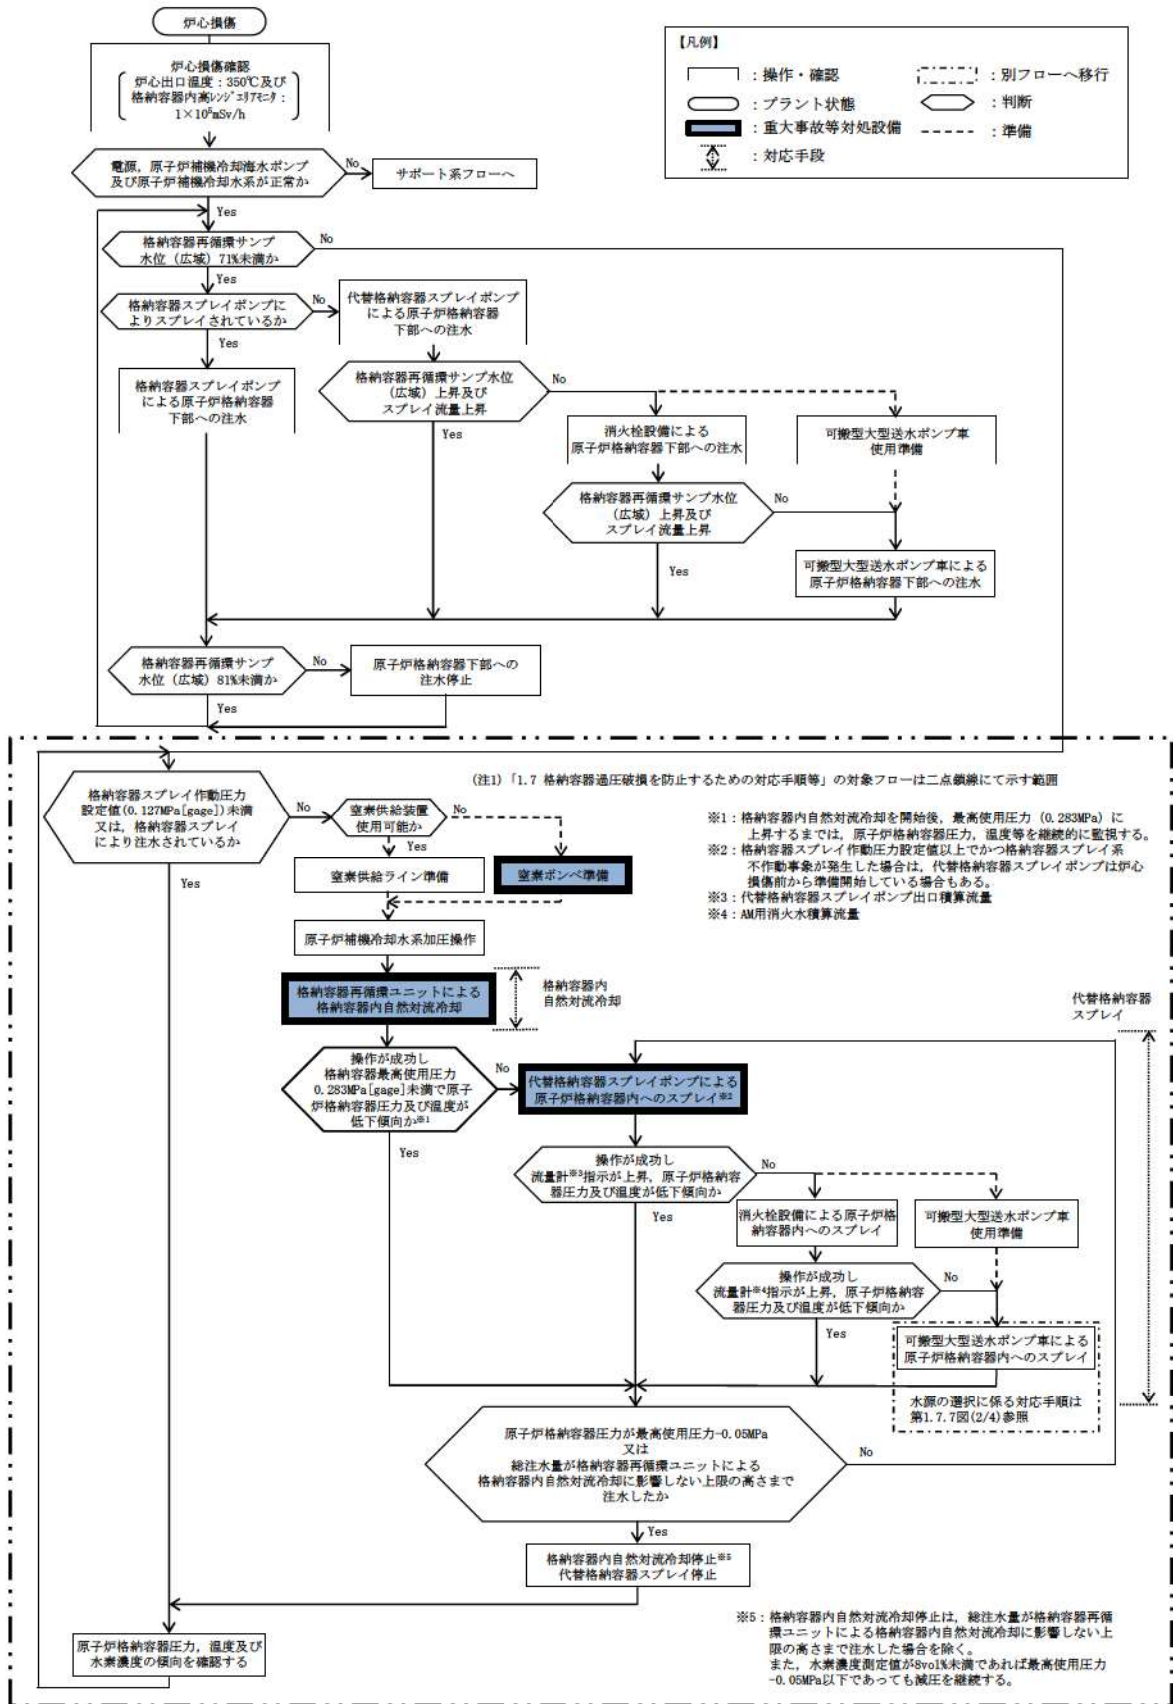 炉心損傷
炉心損傷確認
炉心出口温度：350℃及び
格納容器内高ﾚﾝｼﾞｴﾘｱﾓﾆﾀ：
1×10⁵mSv/h
【凡例】
：操作・確認
：別フローへ移行
：プラント状態
：判断
：重大事故等対処設備
：準備
：対応手段
電源，原子炉補機冷却海水ポンプ
及び原子炉補機冷却水系が正常か
No
サポート系フローへ
Yes
格納容器再循環サンプ
水位（広域）71%未満か
No
Yes
格納容器スプレイポンプに
よりスプレイされているか
No
代替格納容器スプレイポンプ
による原子炉格納容器
下部への注水
Yes
格納容器スプレイポンプ
による原子炉格納容器
下部への注水
格納容器再循環サンプ水位
（広域）上昇及び
スプレイ流量上昇
No
Yes
消火栓設備による
原子炉格納容器下部への注水
可搬型大型送水ポンプ車
使用準備
格納容器再循環サンプ水位
（広域）上昇及び
スプレイ流量上昇
No
Yes
可搬型大型送水ポンプ車による
原子炉格納容器下部への注水
格納容器再循環サンプ
水位（広域）81%未満か
No
原子炉格納容器下部への
注水停止
Yes
(注1)「1.7 格納容器過圧破損を防止するための対応手順等」の対象フローは二点鎖線にて示す範囲
格納容器スプレイ作動圧力
設定値(0.127MPa[gage])未満
又は，格納容器スプレイ
により注水されているか
No
Yes
窒素供給装置
使用可能か
No
Yes
窒素供給ライン準備
窒素ボンベ準備
※1：格納容器内自然対流冷却を開始後，最高使用圧力（0.283MPa）に
上昇するまでは，原子炉格納容器圧力，温度等を継続的に監視する。
※2：格納容器スプレイ作動圧力設定値以上でかつ格納容器スプレイ系
不作動事象が発生した場合は，代替格納容器スプレイポンプは炉心
損傷前から準備開始している場合もある。
※3：代替格納容器スプレイポンプ出口積算流量
※4：AM用消火水積算流量
原子炉補機冷却水系加圧操作
格納容器再循環ユニットによる
格納容器内自然対流冷却
格納容器内
自然対流冷却
代替格納容器
スプレイ
操作が成功し
格納容器最高使用圧力
0.283MPa[gage]未満で原子
炉格納容器圧力及び温度が
低下傾向か※1
No
Yes
代替格納容器スプレイポンプによる
原子炉格納容器内へのスプレイ※2
操作が成功し
流量計※3指示が上昇，原子炉格納容
器圧力及び温度が低下傾向か
No
Yes
消火栓設備による原子炉格
納容器内へのスプレイ
可搬型大型送水ポンプ車
使用準備
操作が成功し
流量計※4指示が上昇，原子炉格納容
器圧力及び温度が低下傾向か
No
Yes
可搬型大型送水ポンプ車による
原子炉格納容器内へのスプレイ
水源の選択に係る対応手順は
第1.7.7図(2/4)参照
原子炉格納容器圧力が最高使用圧力-0.05MPa
又は
総注水量が格納容器再循環ユニットによる
格納容器内自然対流冷却に影響しない上限の高さまで
注水したか
No
Yes
格納容器内自然対流冷却停止※5
代替格納容器スプレイ停止
原子炉格納容器圧力，温度及び
水素濃度の傾向を確認する
※5：格納容器内自然対流冷却停止は，総注水量が格納容器再循
環ユニットによる格納容器内自然対流冷却に影響しない上
限の高さまで注水した場合を除く。
また，水素濃度測定値が8vol%未満であれば最高使用圧力
-0.05MPa以下であっても減圧を継続する。